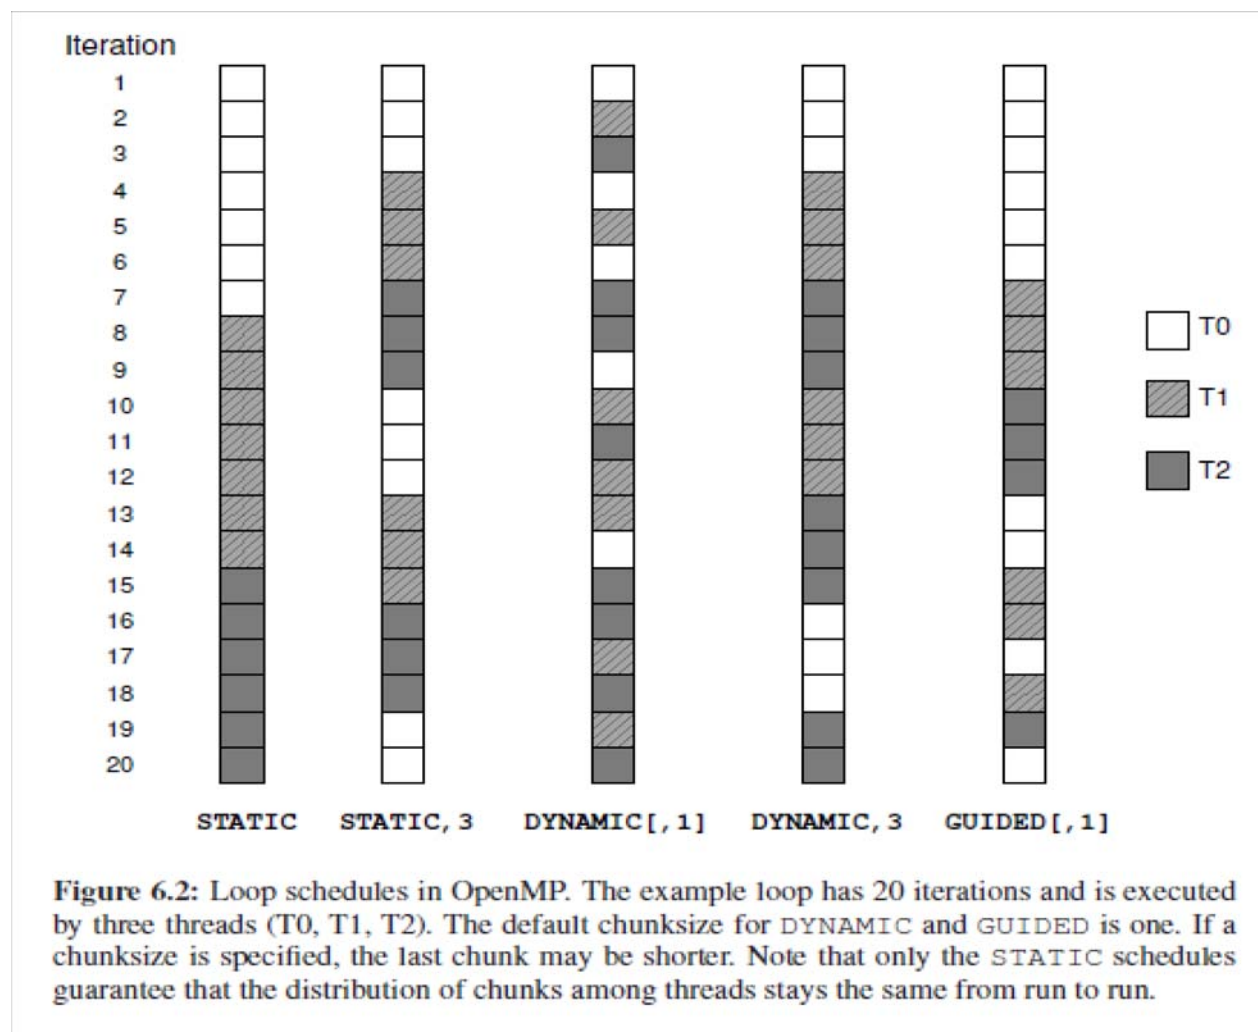 Iteration
1
2
3
4
5
6
7
8
9
10
11
12
13
14
15
16
17
18
19
20
T0
T1
T2
STATIC STATIC,3 DYNAMIC[,1] DYNAMIC,3 GUIDED[,1]
Figure 6.2: Loop schedules in OpenMP. The example loop has 20 iterations and is executed
by three threads (T0, T1, T2). The default chunksize for DYNAMIC and GUIDED is one. If a
chunksize is specified, the last chunk may be shorter. Note that only the STATIC schedules
guarantee that the distribution of chunks among threads stays the same from run to run.